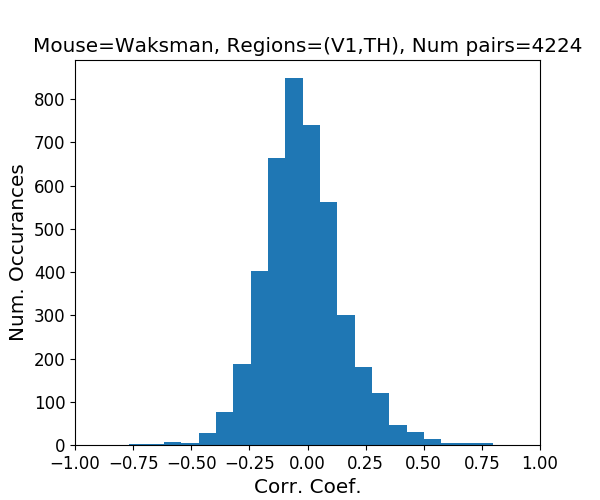 Mouse=Waksman, Regions=(V1,TH), Num pairs=4224
Num. Occurances
800
700
600
500
400
300
200
100
0
−1.00 −0.75 −0.50 −0.25 0.00 0.25 0.50 0.75 1.00
Corr. Coef.